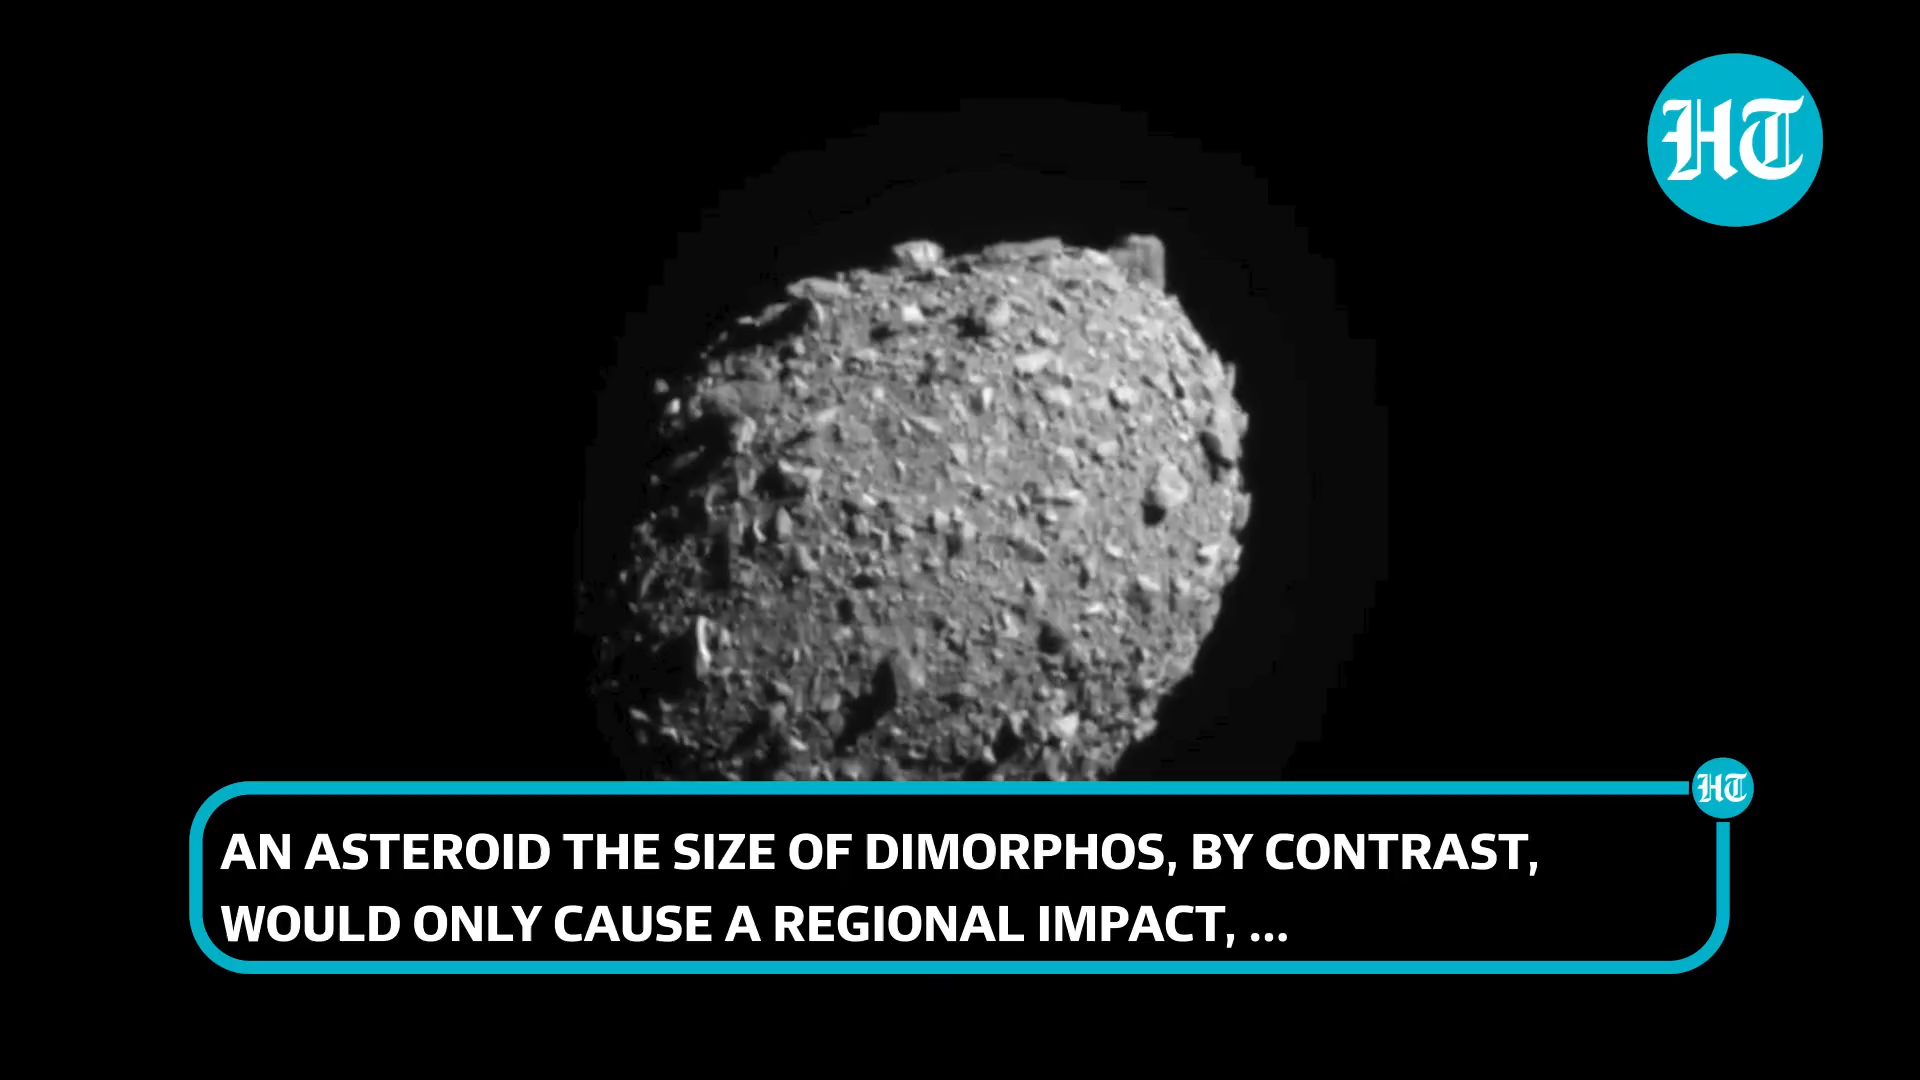 HT
HT
AN ASTEROID THE SIZE OF DIMORPHOS, BY CONTRAST,
WOULD ONLY CAUSE A REGIONAL IMPACT, ...